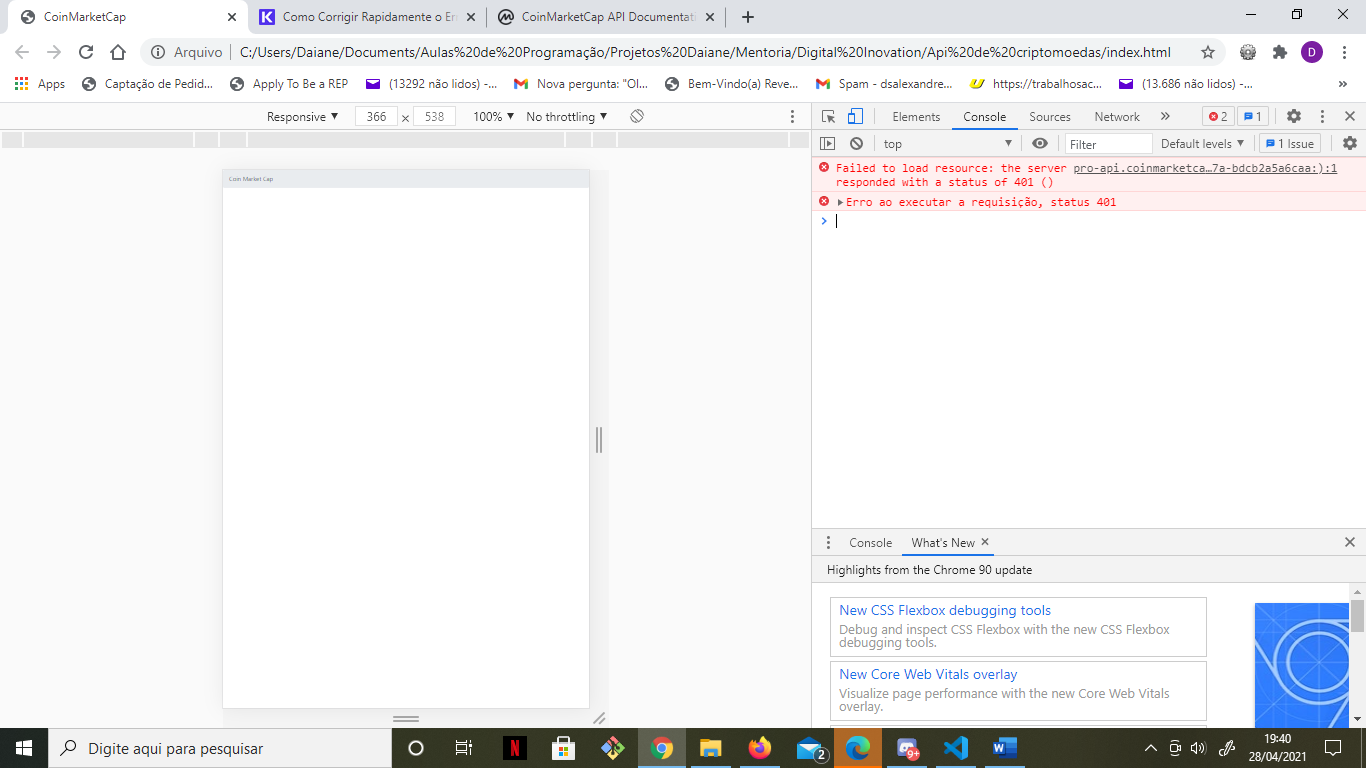 CoinMarketCap
Como Corrigir Rapidamente o Er
CoinMarketCap API Documentati
Arquivo
C:/Users/Daiane/Documents/Aulas%20de%20Programação/Projetos%20Daiane/Mentoria/Digital%20Inovation/Api%20de%20criptomoedas/index.html
D
Apps
Captação de Pedid...
Apply To Be a REP
(13292 não lidos) -...
Nova pergunta: "Ol...
Bem-Vindo(a) Reve...
Spam - dsalexandre...
https://trabalhosac...
(13.686 não lidos) -...
»
Responsive
366 × 538
100%
No throttling
Elements
Console
Sources
Network
»
2
1
top
Filter
Default levels
1 Issue
Coin Market Cap
Failed to load resource: the server
pro-api.coinmarketca…7a-bdcb2a5a6caa:):1
responded with a status of 401 ()
Erro ao executar a requisição, status 401
Console
What's New
Highlights from the Chrome 90 update
New CSS Flexbox debugging tools
Debug and inspect CSS Flexbox with the new CSS Flexbox
debugging tools.
New Core Web Vitals overlay
Visualize page performance with the new Core Web Vitals
overlay.
Digite aqui para pesquisar
2
9+
19:40
28/04/2021